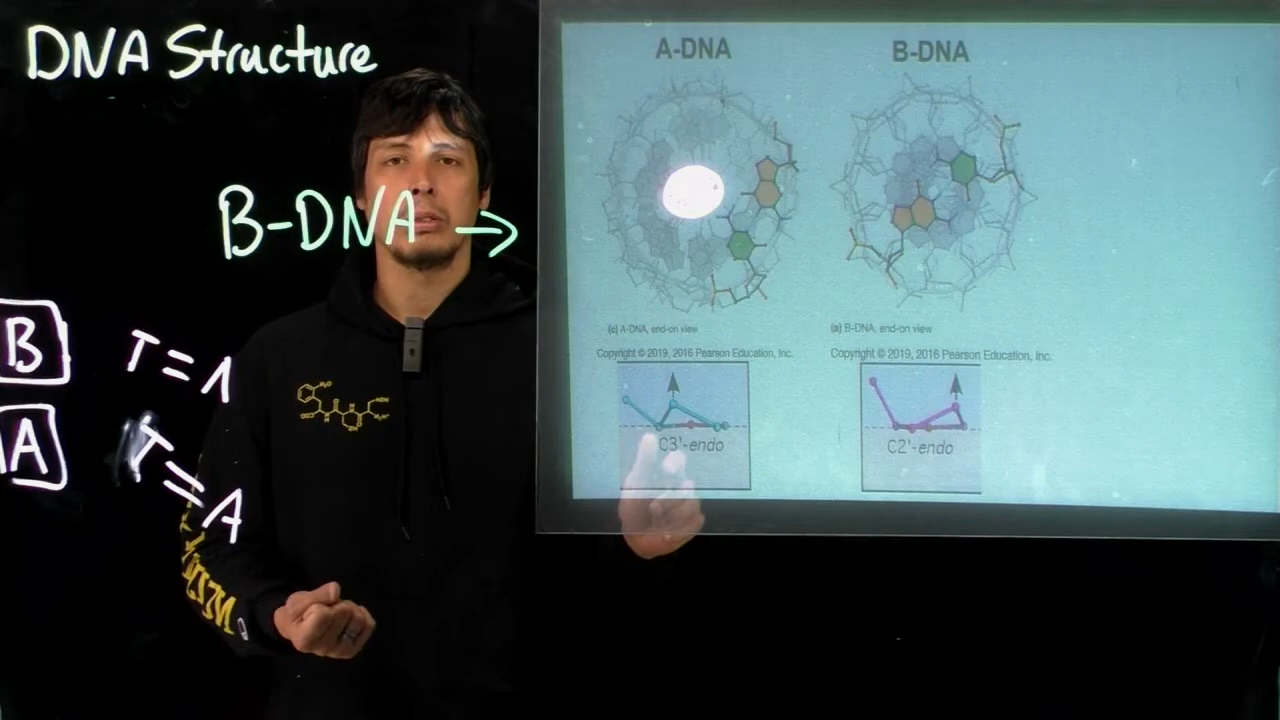 DNA Structure
B-DNA →
B T=A
A T=A
A-DNA B-DNA
(c) A-DNA, end-on view (a) B-DNA, end-on view
Copyright © 2019, 2016 Pearson Education, Inc. Copyright © 2019, 2016 Pearson Education, Inc.
C3'-endo C2'-endo